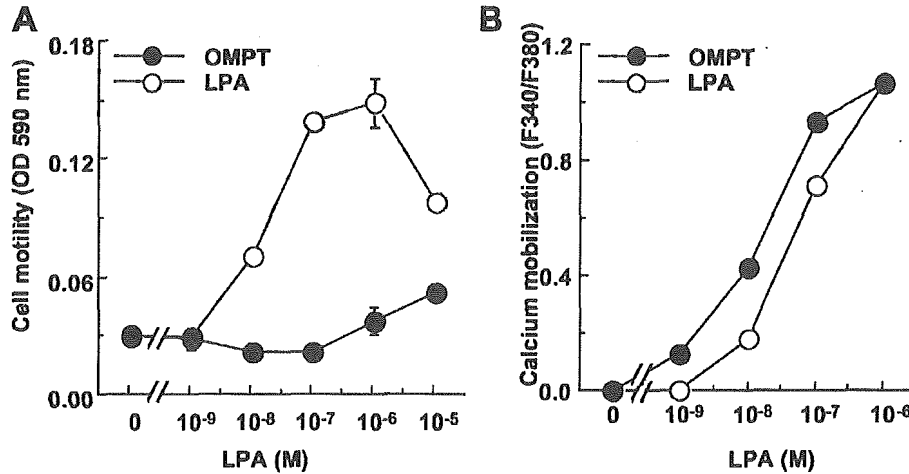 A
Cell motility (OD 590 nm)
0.18
0.12
0.06
0.00
OMPT
LPA
0 10⁻⁹ 10⁻⁸ 10⁻⁷ 10⁻⁶ 10⁻⁵
LPA (M)
B
Calcium mobilization (F340/F380)
1.2
0.8
0.4
0.0
OMPT
LPA
0 10⁻⁹ 10⁻⁸ 10⁻⁷ 10⁻⁶
LPA (M)